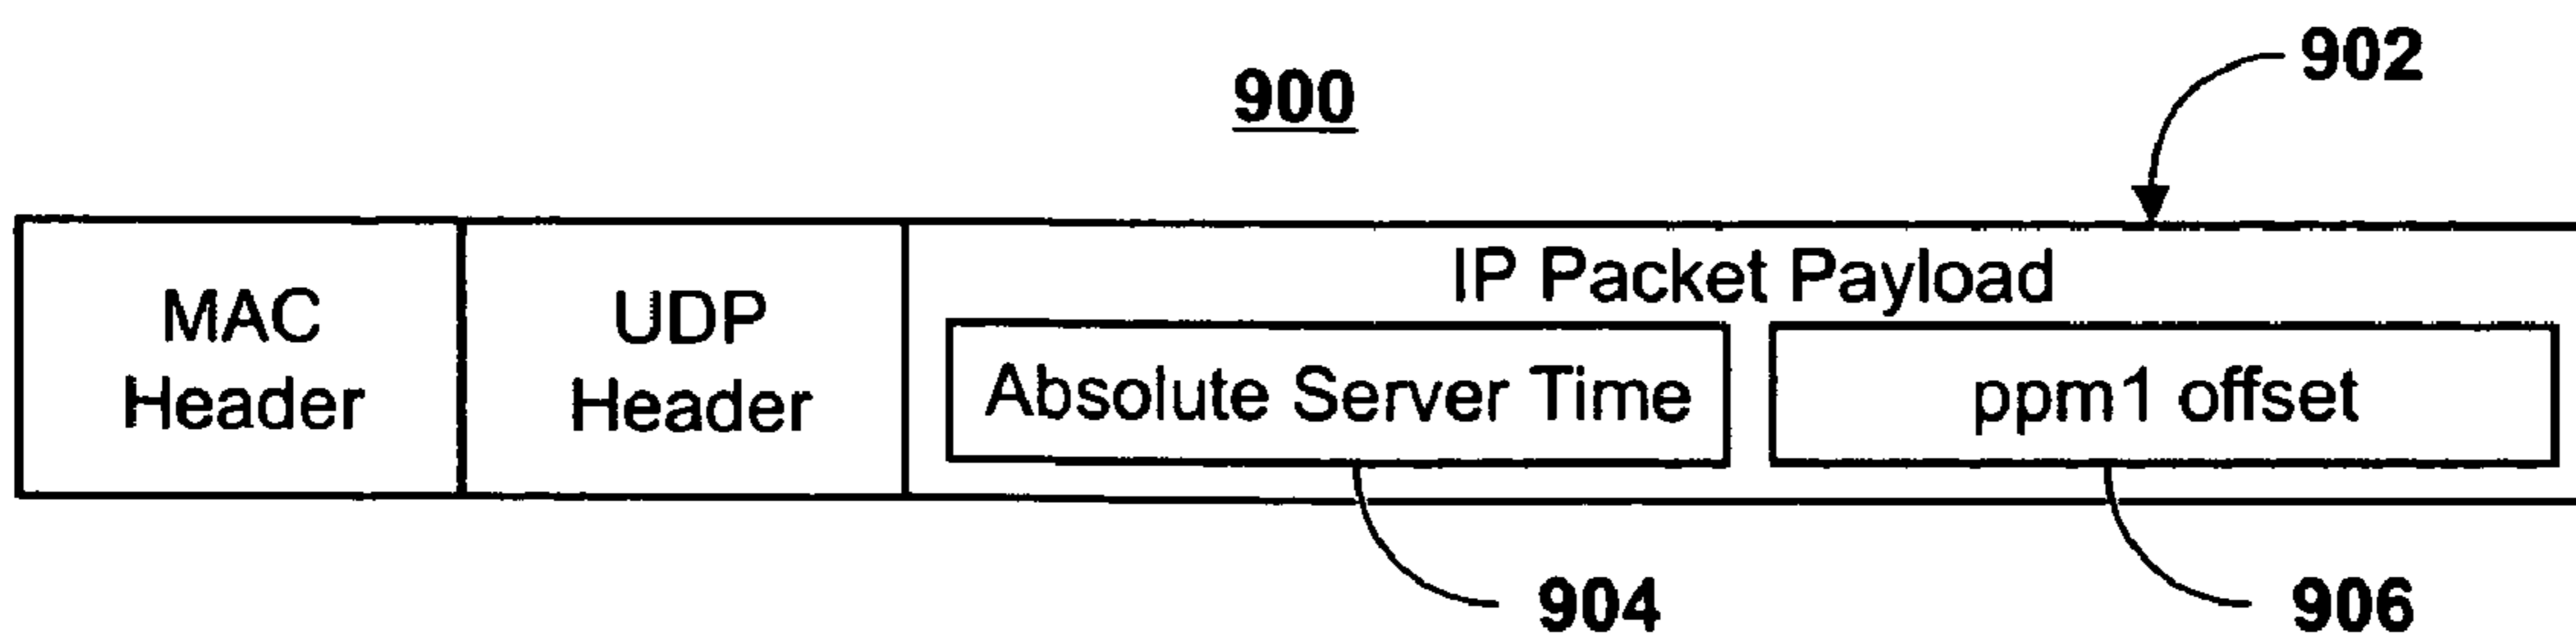 900
902
MAC
Header
UDP
Header
IP Packet Payload
Absolute Server Time
ppm1 offset
904
906